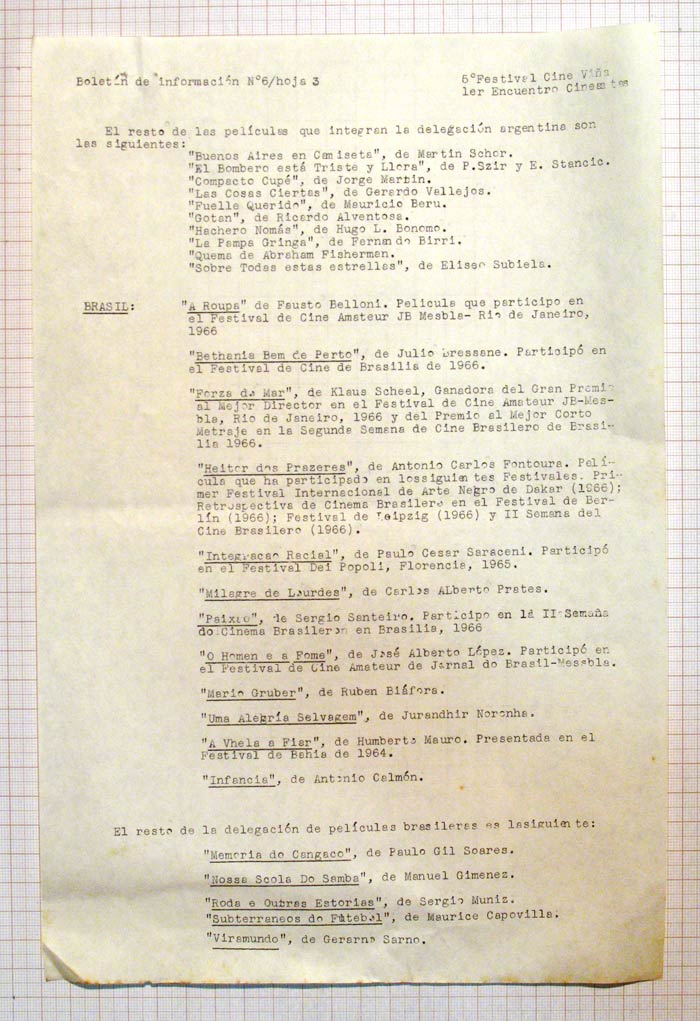 Boletín de información N°6/hoja 3
5°Festival Cine Viña
1er Encuentro Cineastas
El resto de las películas que integran la delegación argentina son
las siguientes:
"Buenos Aires en Camiseta", de Martin Schor.
"El Bombero está Triste y Llora", de P.Szir y E. Stancic.
"Compacto Cupé", de Jorge Martin.
"Las Cosas Ciertas", de Gerardo Vallejos.
"Fuelle Querido", de Mauricio Beru.
"Gotan", de Ricardo Alventosa.
"Hachero Nomás", de Hugo L. Bonomo.
"La Pampa Gringa", de Fernando Birri.
"Quema de Abraham Fisherman.
"Sobre Todas estas estrellas", de Eliseo Subiela.
BRASIL: "A Roupa" de Fausto Belloni. Película que participo en
el Festival de Cine Amateur JB Mesbla- Rio de Janeiro,
1966
"Bethania Bem de Perto", de Julio Bressane. Participó en
el Festival de Cine de Brasilia de 1966.
"Forza do Mar", de Klaus Scheel, Ganadora del Gran Premio
al Mejor Director en el Festival de Cine Amateur JB-Mes-
bla, Rio de Janeiro, 1966 y del Premio al Mejor Corto
Metraje en la Segunda Semana de Cine Brasilero de Brasi-
lia 1966.
"Heitor dos Prazeres", de Antonio Carlos Fontoura. Pelí-
cula que ha participado en lossiguientes Festivales. Pri-
mer Festival Internacional de Arte Negro de Dakar (1966);
Retrospectiva de Cinema Brasilero en el Festival de Ber-
lín (1966); Festival de Leipzig (1966) y II Semana del
Cine Brasilero (1966).
"Integracao Racial", de Paulo Cesar Saraceni. Participó
en el Festival Dei Popoli, Florencia, 1965.
"Milagre de Lourdes", de Carlos ALberto Prates.
"Paixao", de Sergio Santeiro. Participo en la II Semana
do Cinema Brasileron en Brasilia, 1966
"O Homen e a Fome", de José Alberto López. Participó en
el Festival de Cine Amateur de Jarnal do Brasil-Messbla.
"Mario Gruber", de Ruben Biáfora.
"Uma Alegría Selvagem", de Jurandhir Noronha.
"A Vhela a Fiar", de Humberto Mauro. Presentada en el
Festival de Bahia de 1964.
"Infancia", de Antonio Calmón.
El resto de la delegación de películas brasileras es lasiguiente:
"Memoria do Cangaco", de Paulo Gil Soares.
"Nossa Scola Do Samba", de Manuel Gimenez.
"Roda e Outras Estorias", de Sergio Muniz.
"Subterraneos do Fútebol", de Maurice Capovilla.
"Viramundo", de Gerarno Sarno.